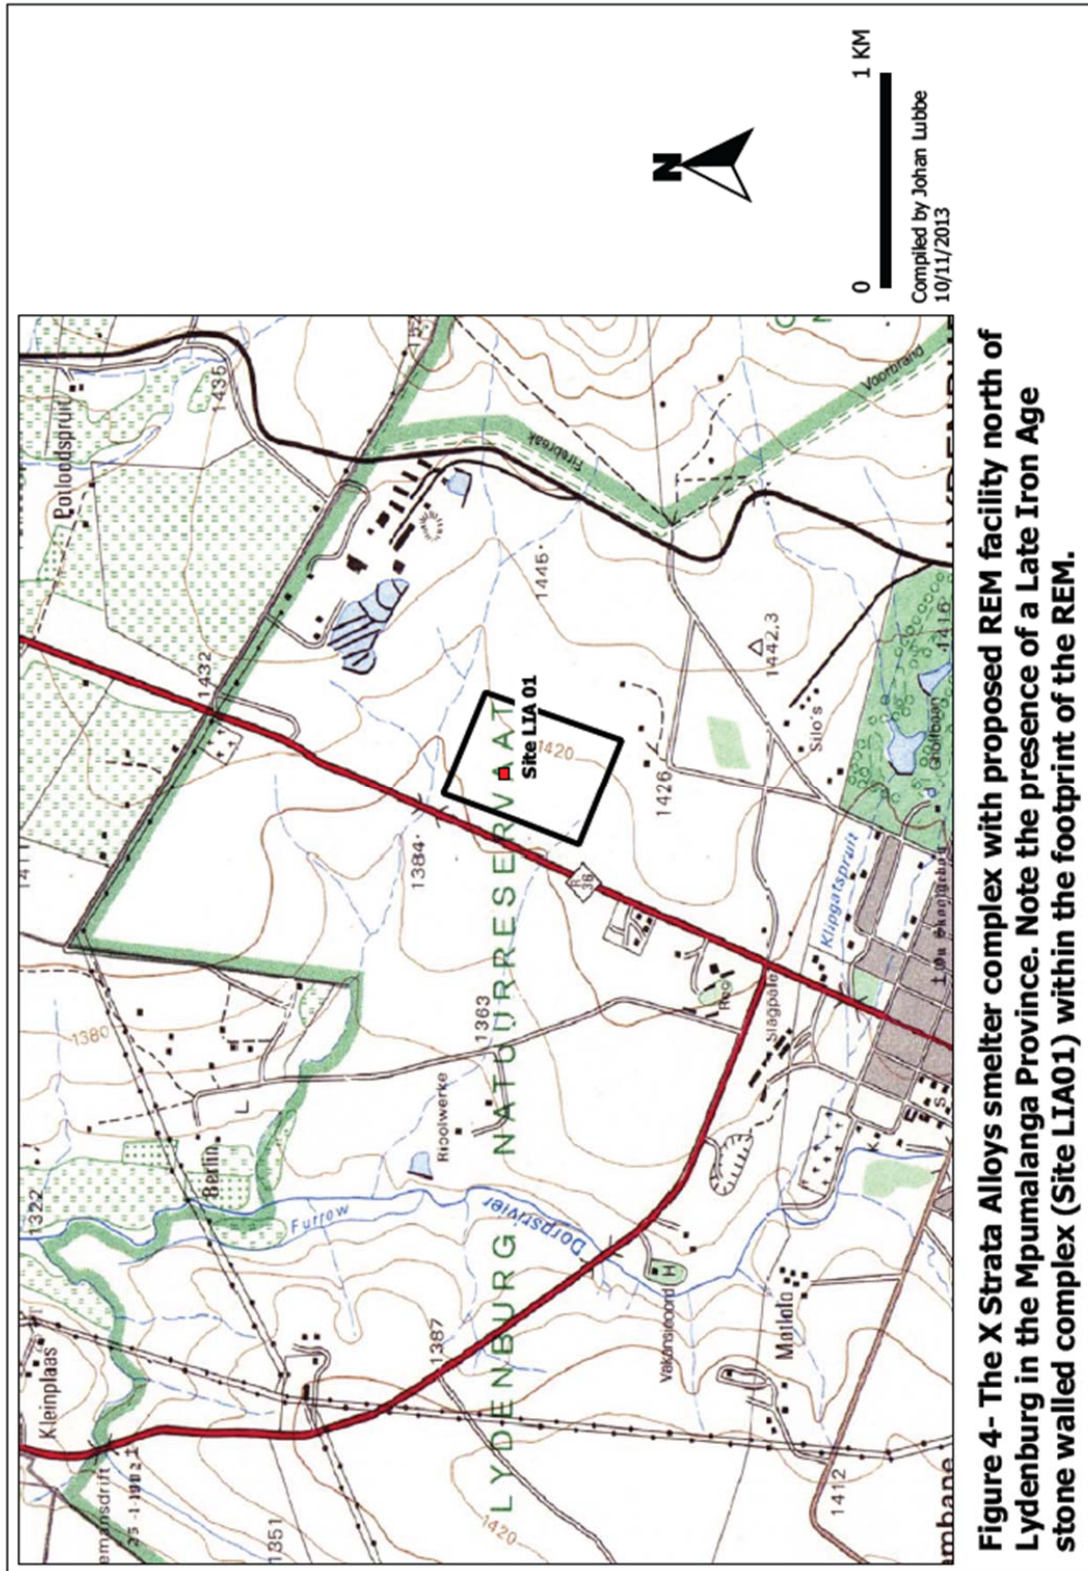 N
0 1 KM
Compiled by Johan Lubbe
10/11/2013
Kleinplaas
emansdrift
1322
Berlin
1380
L
Potloodspruit
1435
1432
1351
1387
1420
Furrow
Dorpsrivier
Rioolwerke
1363
1384
R
36
LYDENBURG NATUURRESERVAAT
Site LIA 01
1420
1445
Firebreak
Voorbrand
1426
1442,3
Silo's
Vakansieoord
H
Slagpale
Klipgatspruit
1412
K
S
1416
Figure 4- The X Strata Alloys smelter complex with proposed REM facility north of
Lydenburg in the Mpumalanga Province. Note the presence of a Late Iron Age
stone walled complex (Site LIA01) within the footprint of the REM.